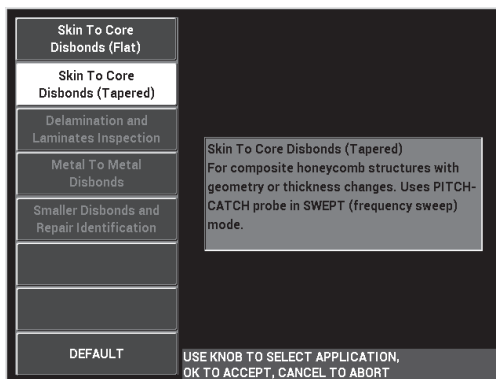 Skin To Core
Disbonds (Flat)
Skin To Core
Disbonds (Tapered)
Delamination and
Laminates Inspection
Metal To Metal
Disbonds
Smaller Disbonds and
Repair Identification
DEFAULT
Skin To Core Disbonds (Tapered)
For composite honeycomb structures with
geometry or thickness changes. Uses PITCH-
CATCH probe in SWEPT (frequency sweep)
mode.
USE KNOB TO SELECT APPLICATION,
OK TO ACCEPT, CANCEL TO ABORT